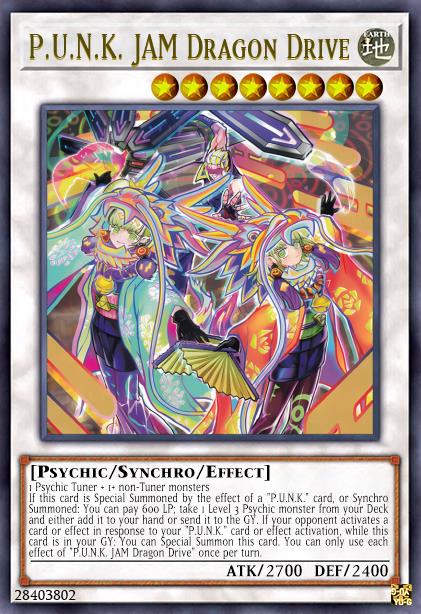 P.U.N.K. JAM Dragon Drive
EARTH
地
[Psychic/Synchro/Effect]
1 Psychic Tuner + 1+ non-Tuner monsters
If this card is Special Summoned by the effect of a "P.U.N.K." card, or Synchro
Summoned: You can pay 600 LP; take 1 Level 3 Psychic monster from your Deck
and either add it to your hand or send it to the GY. If your opponent activates a
card or effect in response to your "P.U.N.K." card or effect activation, while this
card is in your GY: You can Special Summon this card. You can only use each
effect of "P.U.N.K. JAM Dragon Drive" once per turn.
ATK/2700 DEF/2400
28403802